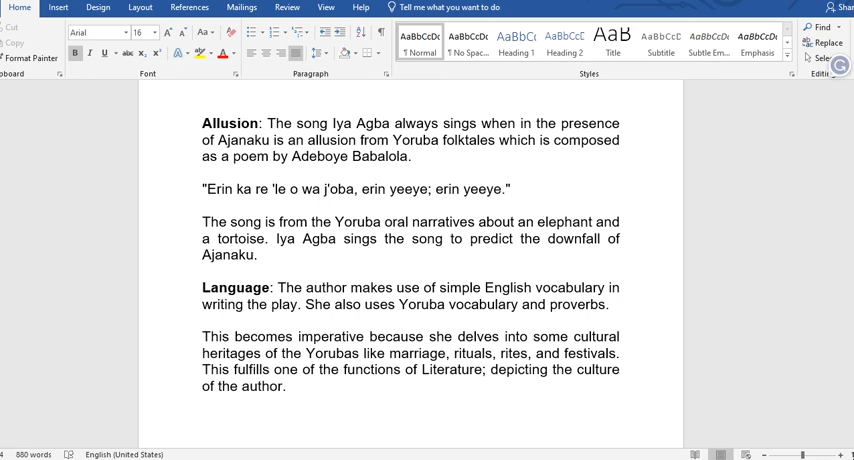 Home Insert Design Layout References Mailings Review View Help Tell me what you want to do Shar
Cut
Copy
Format Painter
pboard
Arial 16
Font
Paragraph
AaBbCcDc AaBbCcDc AaBbCc AaBbCcD AaB AaBbCcD AaBbCcDc AaBbCcDc
¶ Normal ¶ No Spac... Heading 1 Heading 2 Title Subtitle Subtle Em... Emphasis
Styles
Find
Replace
Sele
Editin
Allusion: The song Iya Agba always sings when in the presence
of Ajanaku is an allusion from Yoruba folktales which is composed
as a poem by Adeboye Babalola.
"Erin ka re 'le o wa j'oba, erin yeeye; erin yeeye."
The song is from the Yoruba oral narratives about an elephant and
a tortoise. Iya Agba sings the song to predict the downfall of
Ajanaku.
Language: The author makes use of simple English vocabulary in
writing the play. She also uses Yoruba vocabulary and proverbs.
This becomes imperative because she delves into some cultural
heritages of the Yorubas like marriage, rituals, rites, and festivals.
This fulfills one of the functions of Literature; depicting the culture
of the author.
4 880 words English (United States)